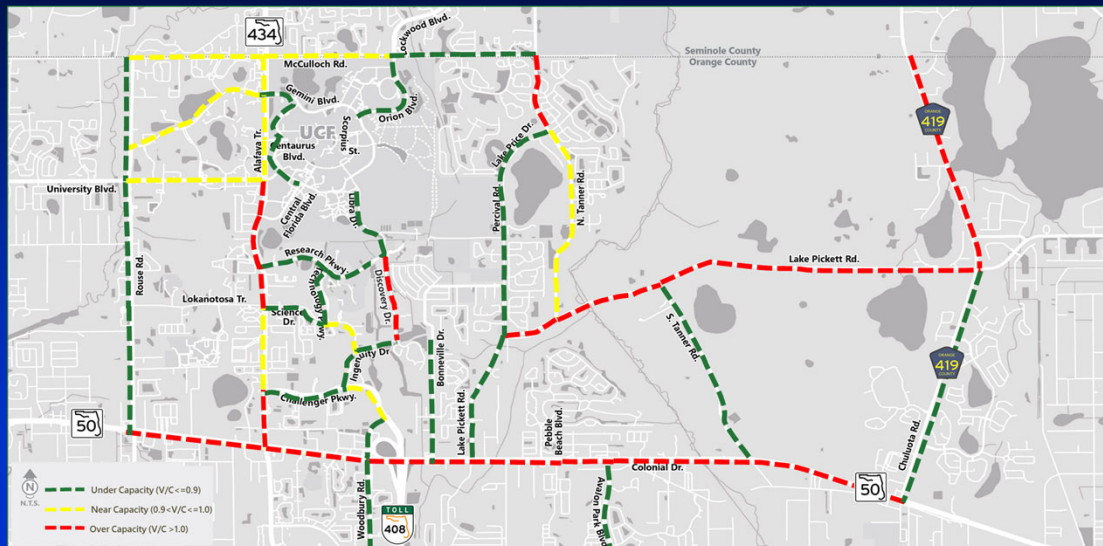 434
Lockwood Blvd.
Seminole County
Orange County
McCulloch Rd.
Gemini Blvd.
Orion Blvd.
ORANGE
419
COUNTY
UCF
Scorpius
St.
Lake Price Dr.
Centaurus
Blvd.
Alafaya Tr.
University Blvd.
Central
Florida Blvd.
Libra Dr.
Percival Rd.
N. Tanner Rd.
Research Pkwy.
Lake Pickett Rd.
Rouse Rd.
Technology Pkwy.
Discovery Dr.
Lokanotosa Tr.
Science
Dr.
S. Tanner Rd.
Ingenuity Dr
Bonneville Dr.
ORANGE
419
COUNTY
Challenger Pkwy.
Lake Pickett Rd.
Pebble
Beach Blvd.
Chuluota Rd.
50
Colonial Dr.
50
N
N.T.S.
Under Capacity (V/C<=0.9)
Near Capacity (0.9<V/C<=1.0)
Over Capacity (V/C >1.0)
Woodbury Rd.
TOLL
408
Avalon Park Blvd